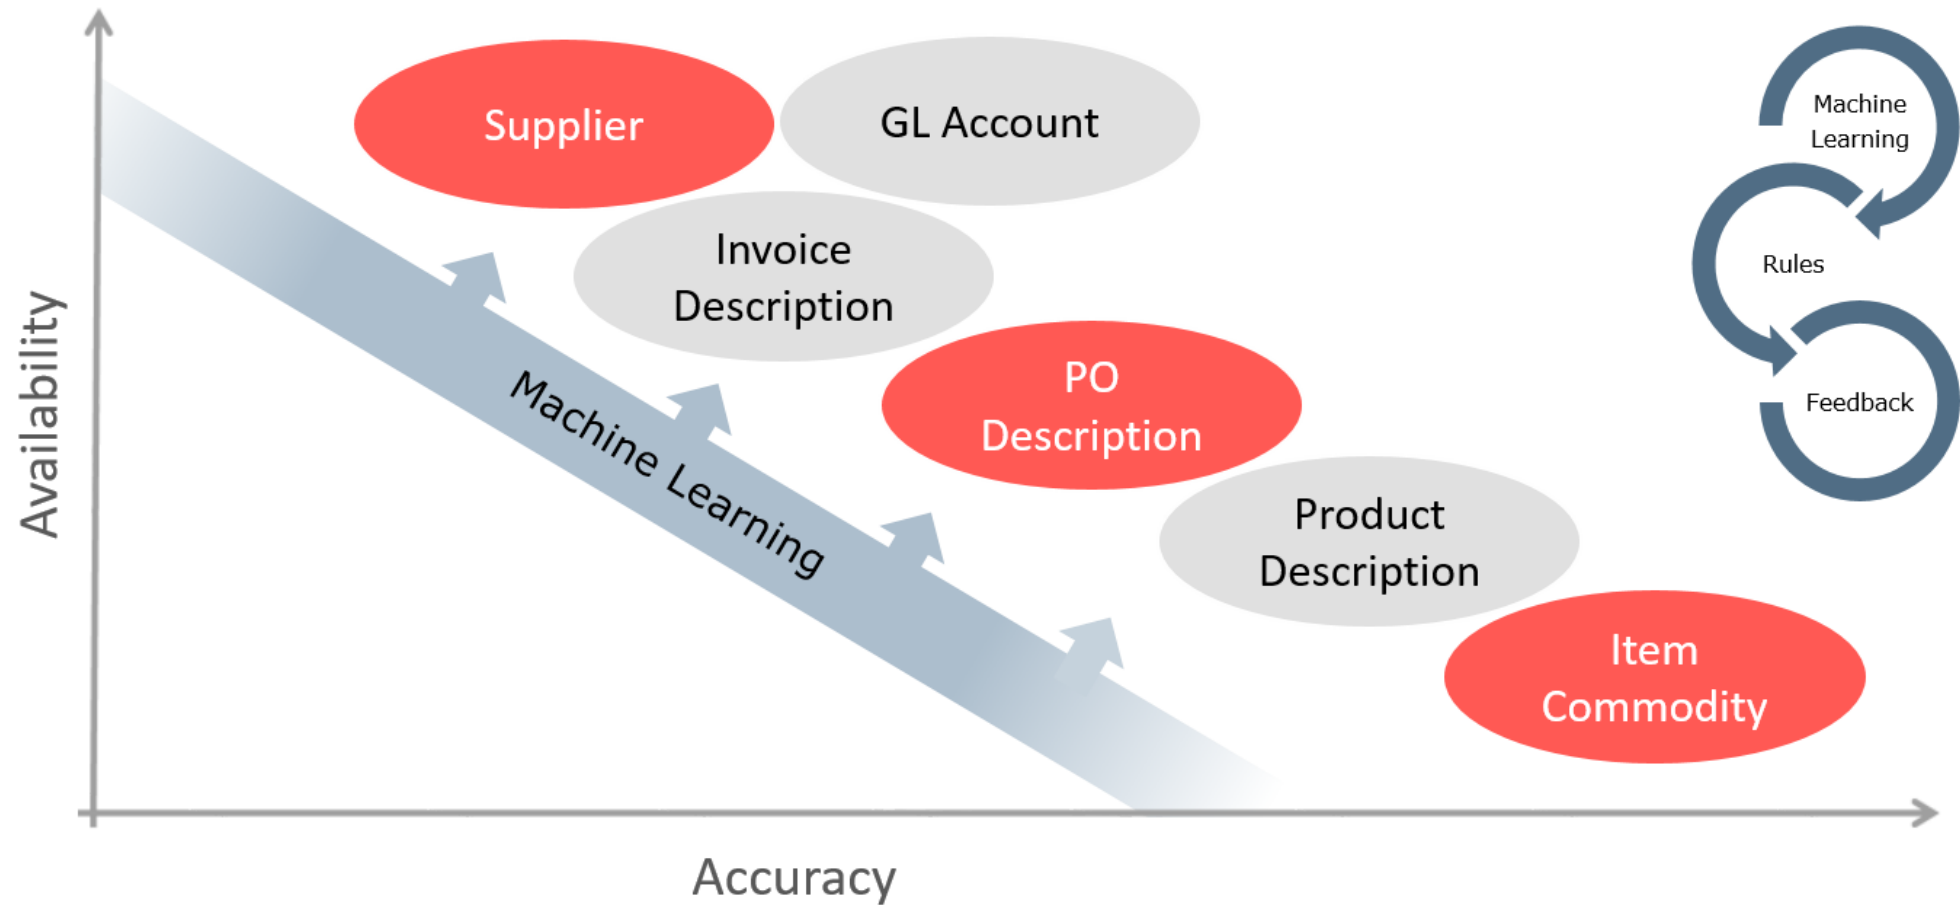 Availability
Supplier
GL Account
Invoice
Description
PO
Description
Product
Description
Item
Commodity
Machine Learning
Accuracy
Machine
Learning
Rules
Feedback